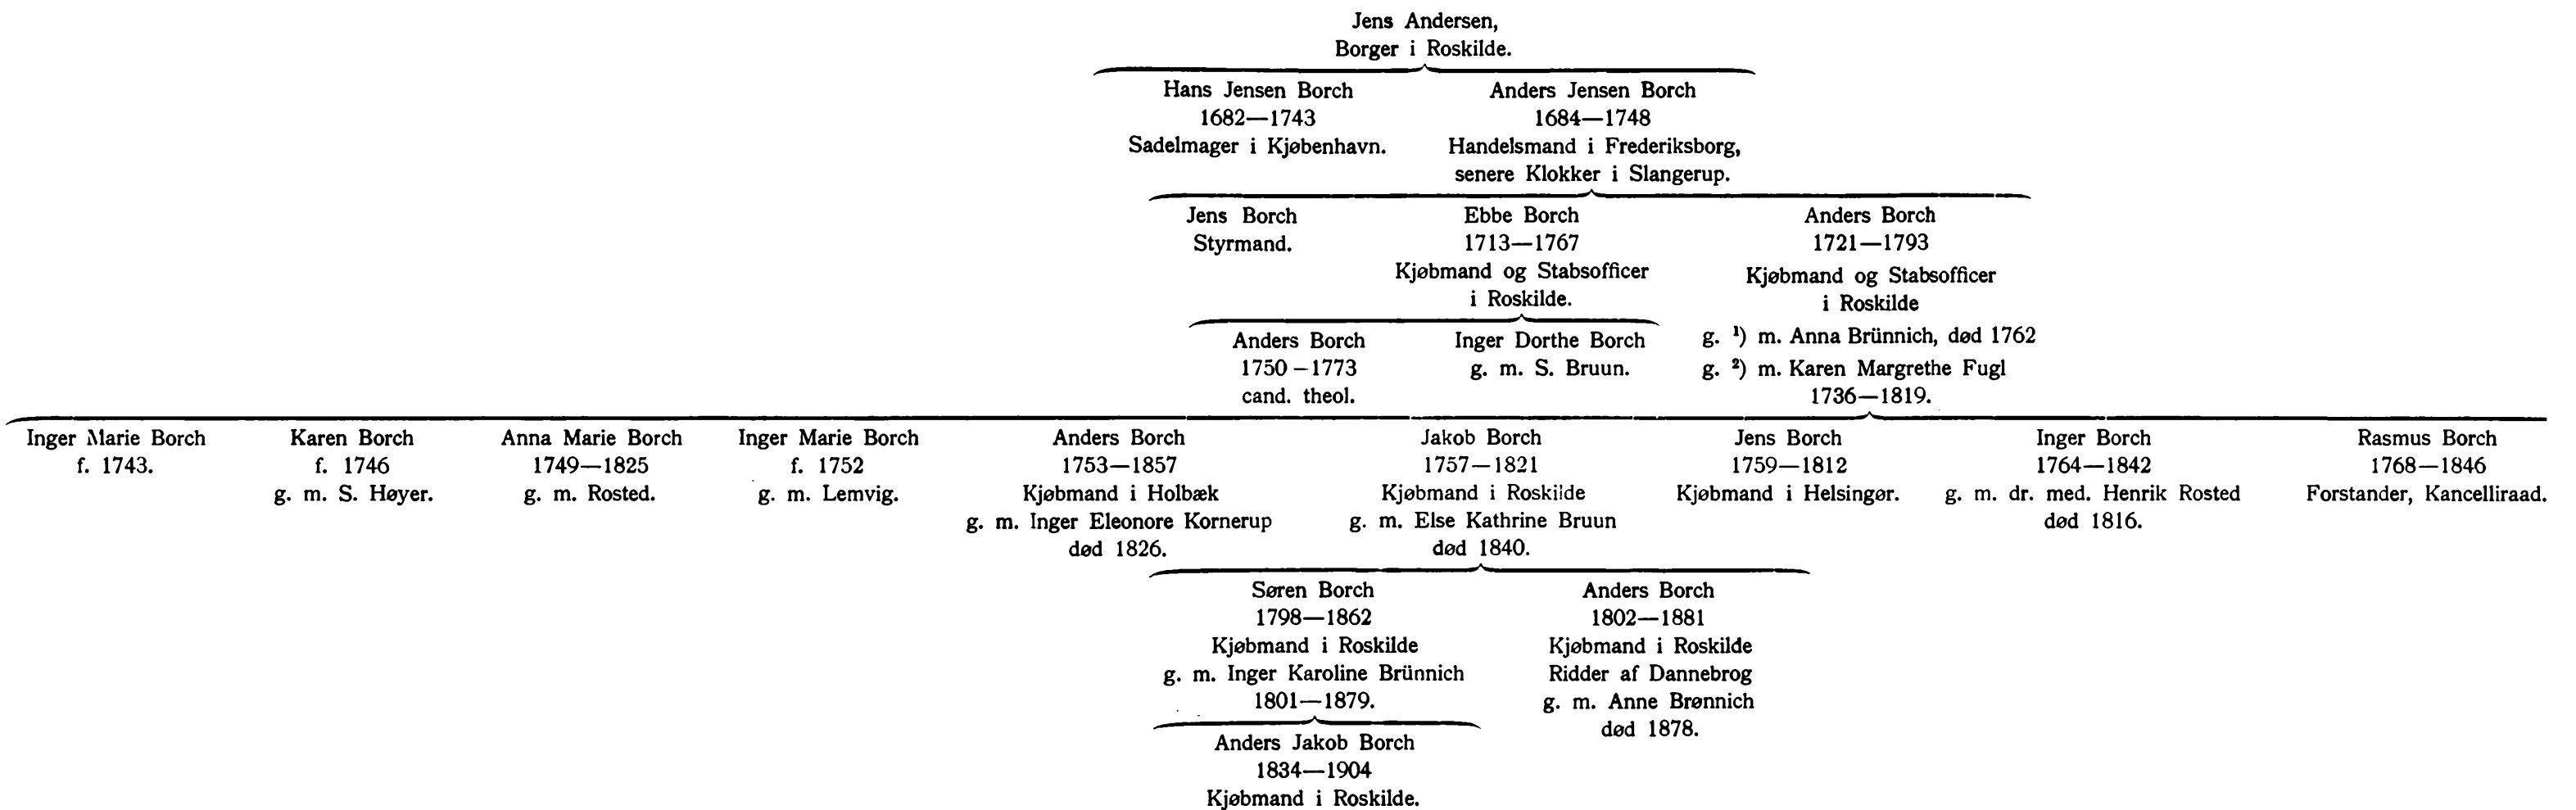 Jens Andersen,
Borger i Roskilde.
Hans Jensen Borch
1682—1743
Sadelmager i Kjøbenhavn.
Anders Jensen Borch
1684—1748
Handelsmand i Frederiksborg,
senere Klokker i Slangerup.
Jens Borch
Styrmand.
Ebbe Borch
1713—1767
Kjøbmand og Stabsofficer
i Roskilde.
Anders Borch
1721—1793
Kjøbmand og Stabsofficer
i Roskilde
g. ¹) m. Anna Brünnich, død 1762
g. ²) m. Karen Margrethe Fugl
1736—1819.
Anders Borch
1750—1773
cand. theol.
Inger Dorthe Borch
g. m. S. Bruun.
Inger Marie Borch
f. 1743.
Karen Borch
f. 1746
g. m. S. Høyer.
Anna Marie Borch
1749—1825
g. m. Rosted.
Inger Marie Borch
f. 1752
g. m. Lemvig.
Anders Borch
1753—1857
Kjøbmand i Holbæk
g. m. Inger Eleonore Kornerup
død 1826.
Jakob Borch
1757—1821
Kjøbmand i Roskilde
g. m. Else Kathrine Bruun
død 1840.
Jens Borch
1759—1812
Kjøbmand i Helsingør.
Inger Borch
1764—1842
g. m. dr. med. Henrik Rosted
død 1816.
Rasmus Borch
1768—1846
Forstander, Kancelliraad.
Søren Borch
1798—1862
Kjøbmand i Roskilde
g. m. Inger Karoline Brünnich
1801—1879.
Anders Borch
1802—1881
Kjøbmand i Roskilde
Ridder af Dannebrog
g. m. Anne Brønnich
død 1878.
Anders Jakob Borch
1834—1904
Kjøbmand i Roskilde.